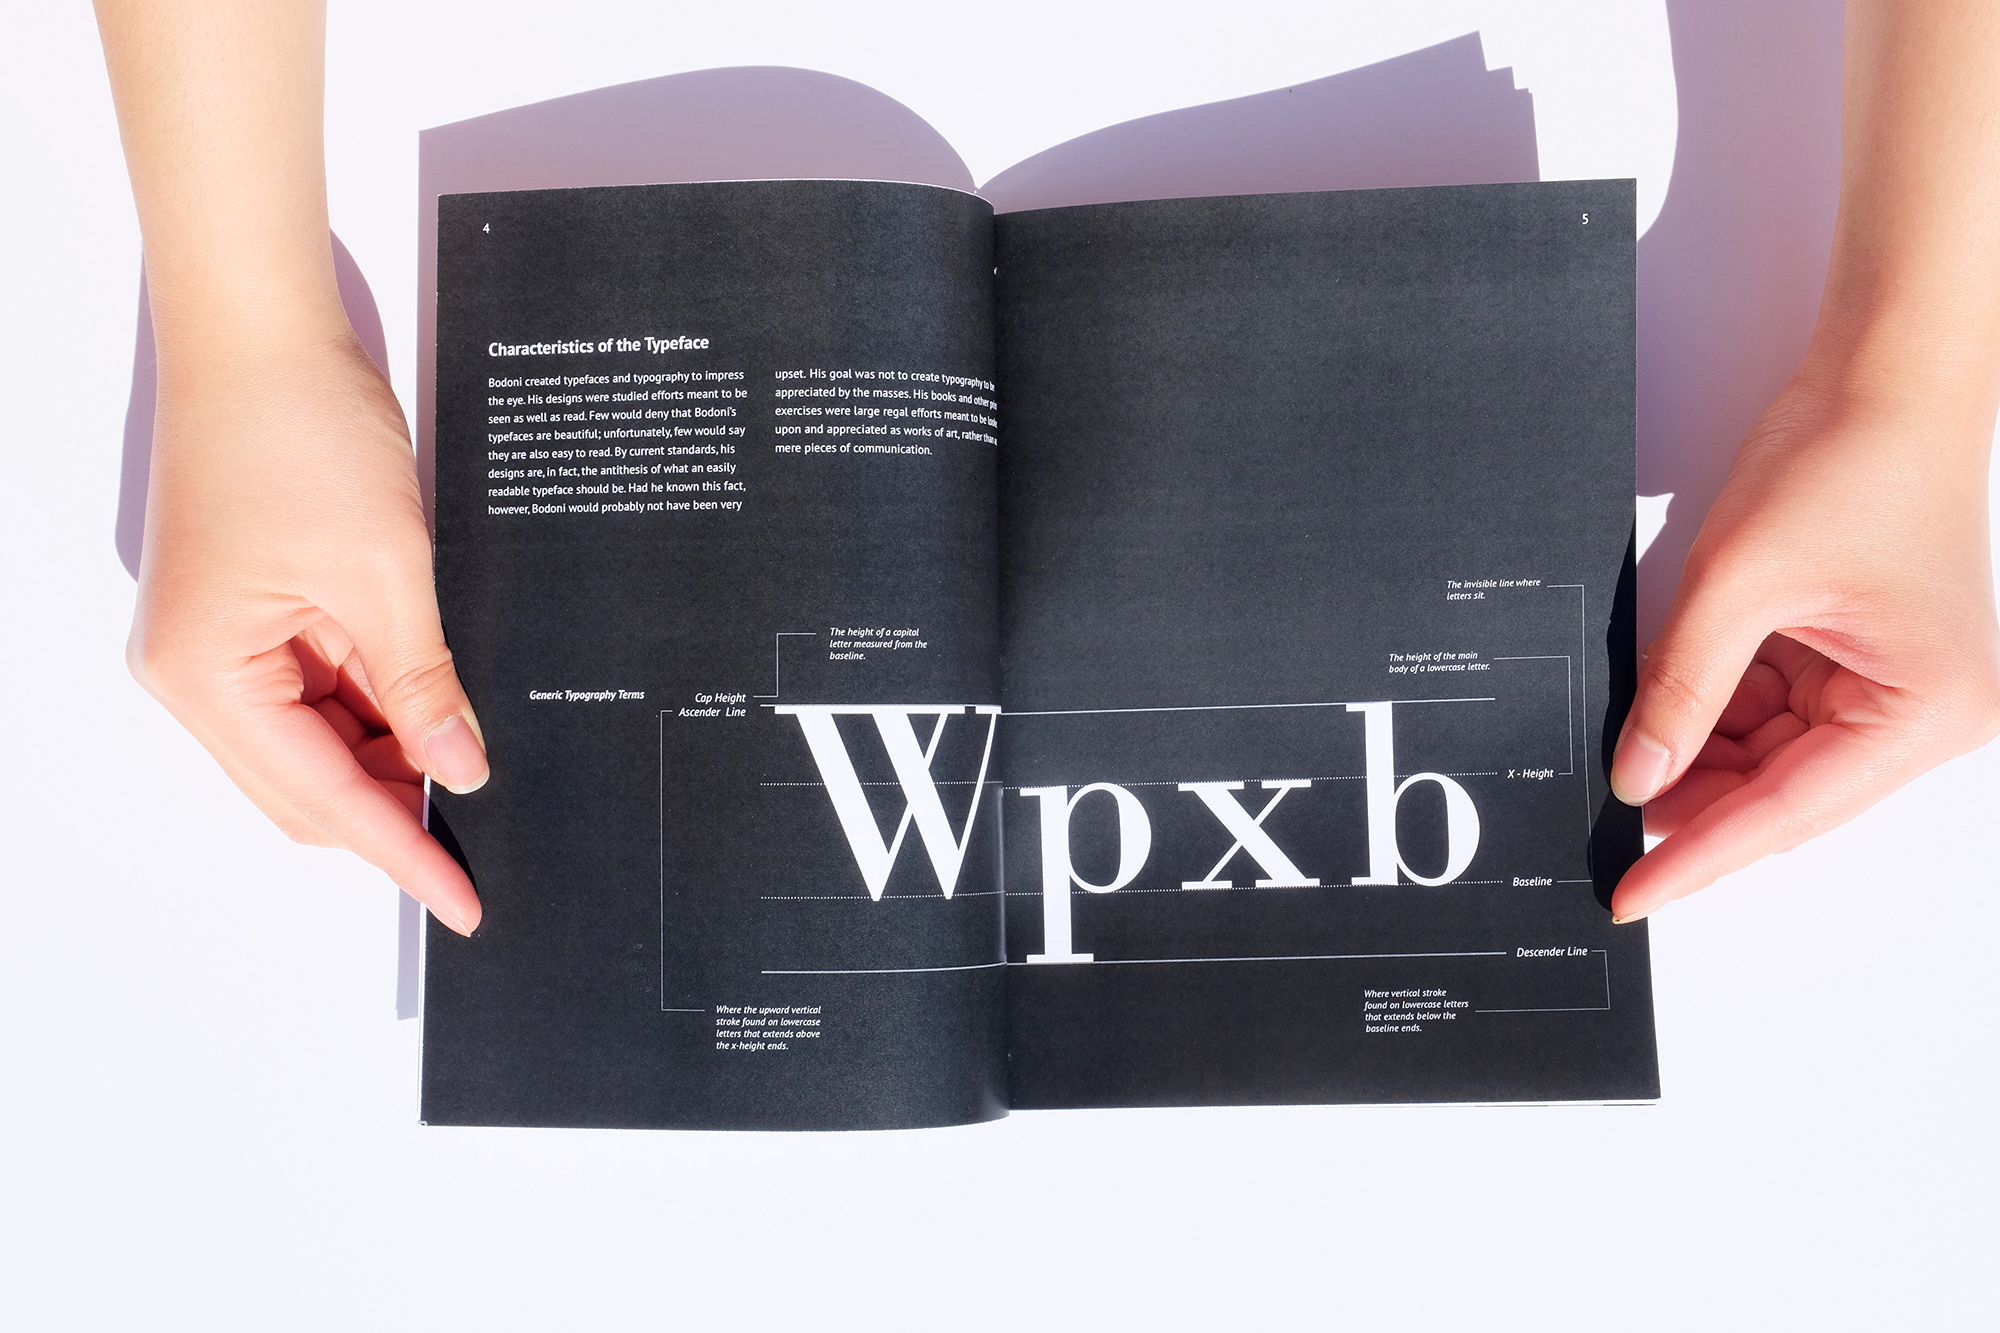 4
Characteristics of the Typeface
Bodoni created typefaces and typography to impress
the eye. His designs were studied efforts meant to be
seen as well as read. Few would deny that Bodoni's
typefaces are beautiful; unfortunately, few would say
they are also easy to read. By current standards, his
designs are, in fact, the antithesis of what an easily
readable typeface should be. Had he known this fact,
however, Bodoni would probably not have been very
upset. His goal was not to create typography to be
appreciated by the masses. His books and other
exercises were large regal efforts meant to be
upon and appreciated as works of art, rather than
mere pieces of communication.
The height of a capital
letter measured from the
baseline.
Generic Typography Terms
Cap Height
Ascender Line
Where the upward vertical
stroke found on lowercase
letters that extends above
the x-height ends.
5
The invisible line where
letters sit.
The height of the main
body of a lowercase letter.
Wpxb
X - Height
Baseline
Descender Line
Where vertical stroke
found on lowercase letters
that extends below the
baseline ends.